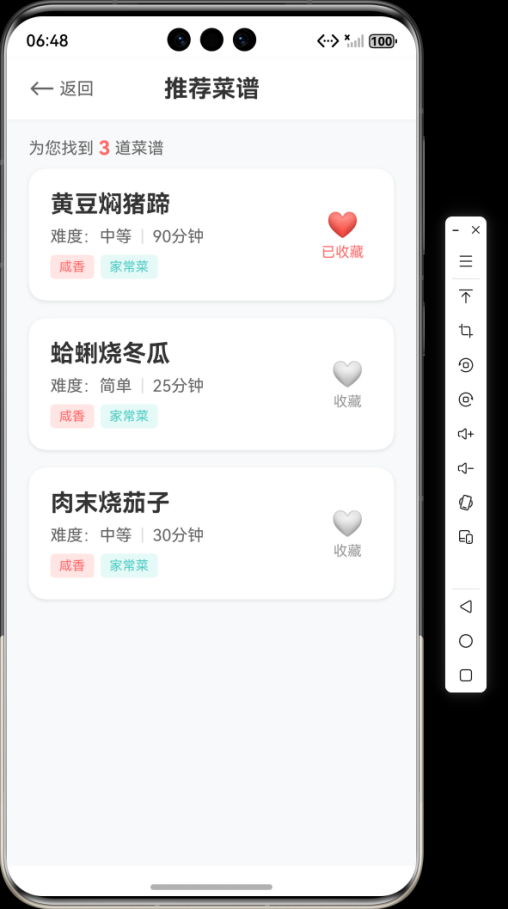 06:48
100
返回
推荐菜谱
为您找到 3 道菜谱
黄豆焖猪蹄
难度：中等 | 90分钟
咸香 家常菜
已收藏
蛤蜊烧冬瓜
难度：简单 | 25分钟
咸香 家常菜
收藏
肉末烧茄子
难度：中等 | 30分钟
咸香 家常菜
收藏